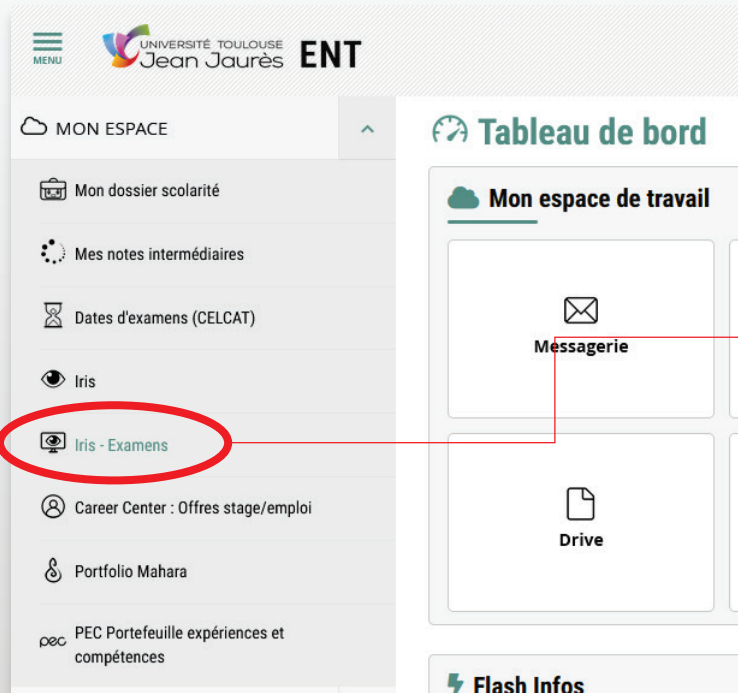 MENU
UNIVERSITÉ TOULOUSE
Jean Jaurès
ENT
MON ESPACE
Mon dossier scolarité
Mes notes intermédiaires
Dates d'examens (CELCAT)
Iris
Iris - Examens
Career Center : Offres stage/emploi
Portfolio Mahara
pec
PEC Portefeuille expériences et
compétences
Tableau de bord
Mon espace de travail
Messagerie
Drive
Flash Infos